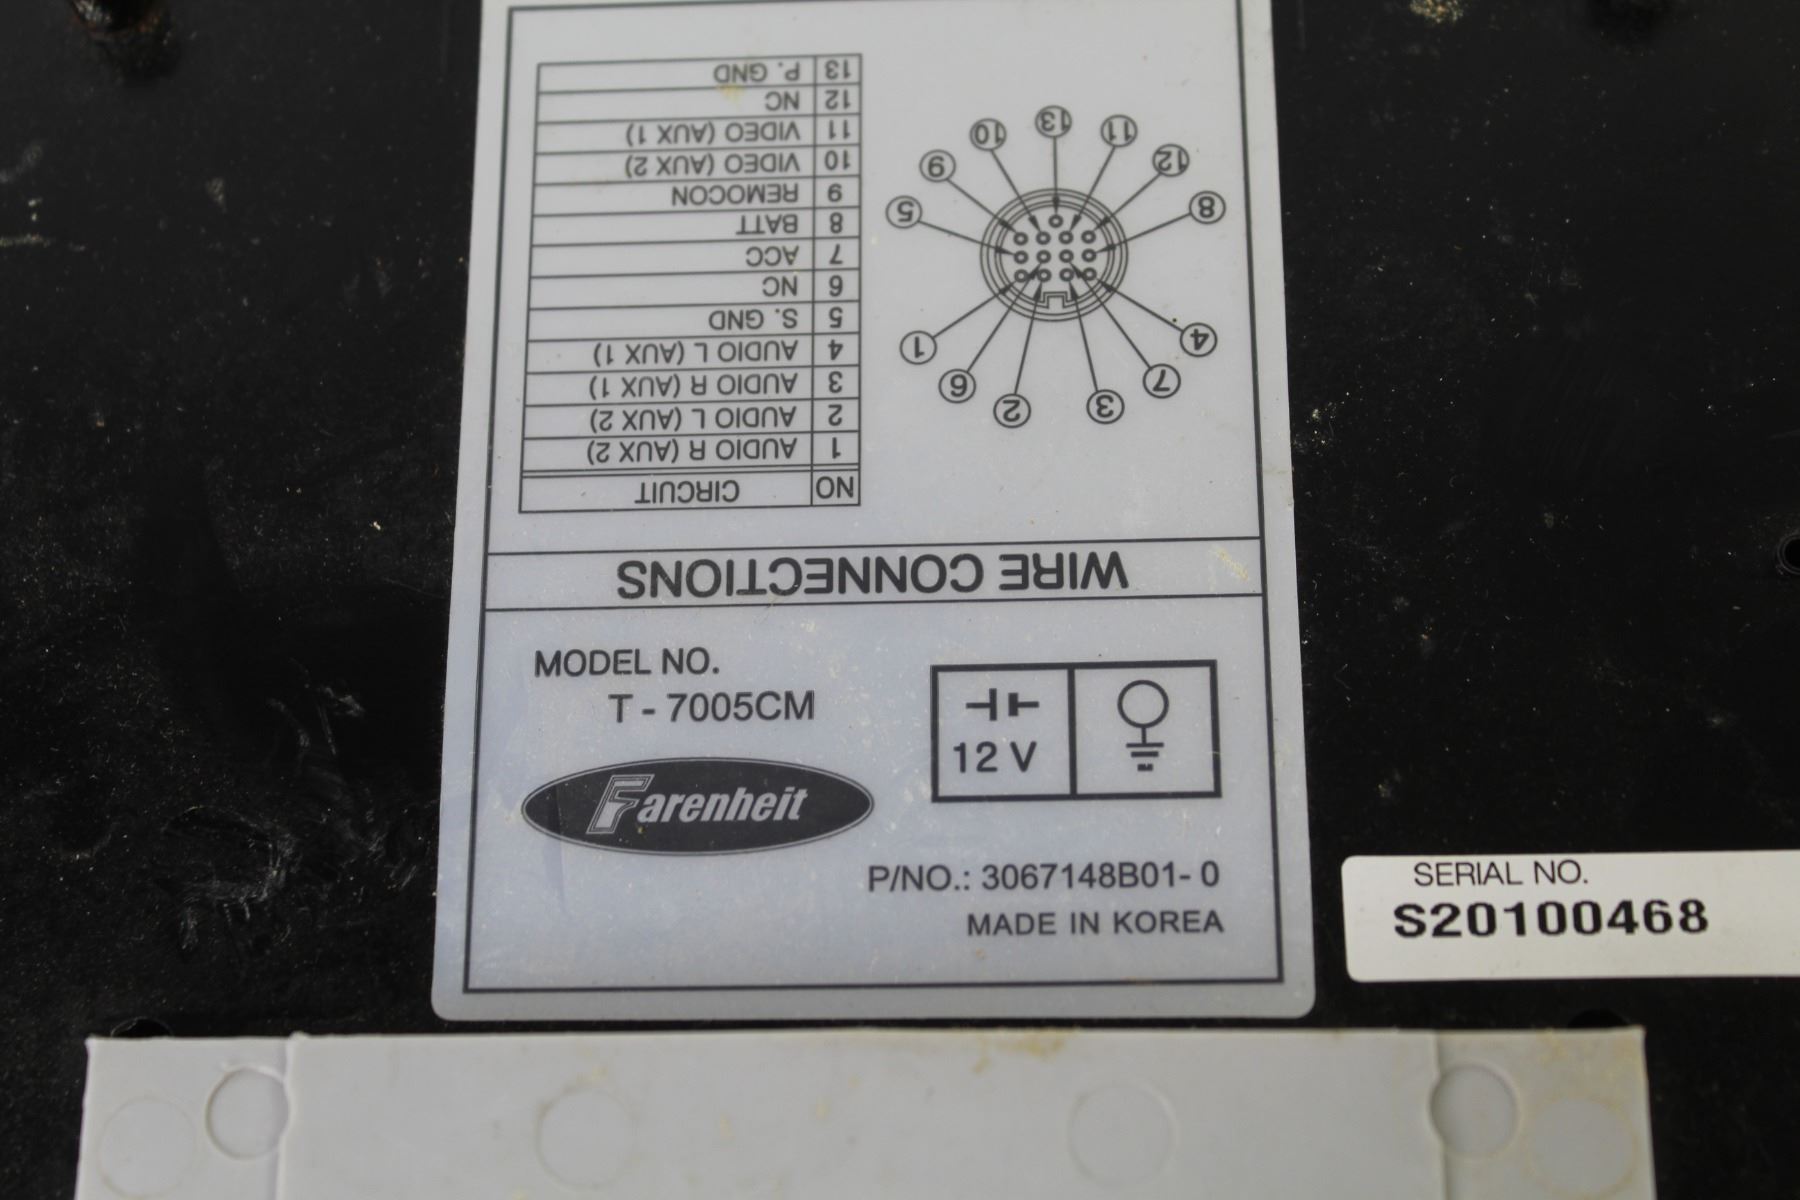 WIRE CONNECTIONS
NO CIRCUIT
1 AUDIO R (AUX 2)
2 AUDIO L (AUX 2)
3 AUDIO R (AUX 1)
4 AUDIO L (AUX 1)
5 S. GND
6 NC
7 ACC
8 BATT
9 REMOCON
10 VIDEO (AUX 2)
11 VIDEO (AUX 1)
12 NC
13 P. GND
3
2
7
6
4
1
8
5
12
9
11
10
13
MODEL NO.
T - 7005CM
12 V
Farenheit
P/NO.: 3067148B01- 0
MADE IN KOREA
SERIAL NO.
S20100468